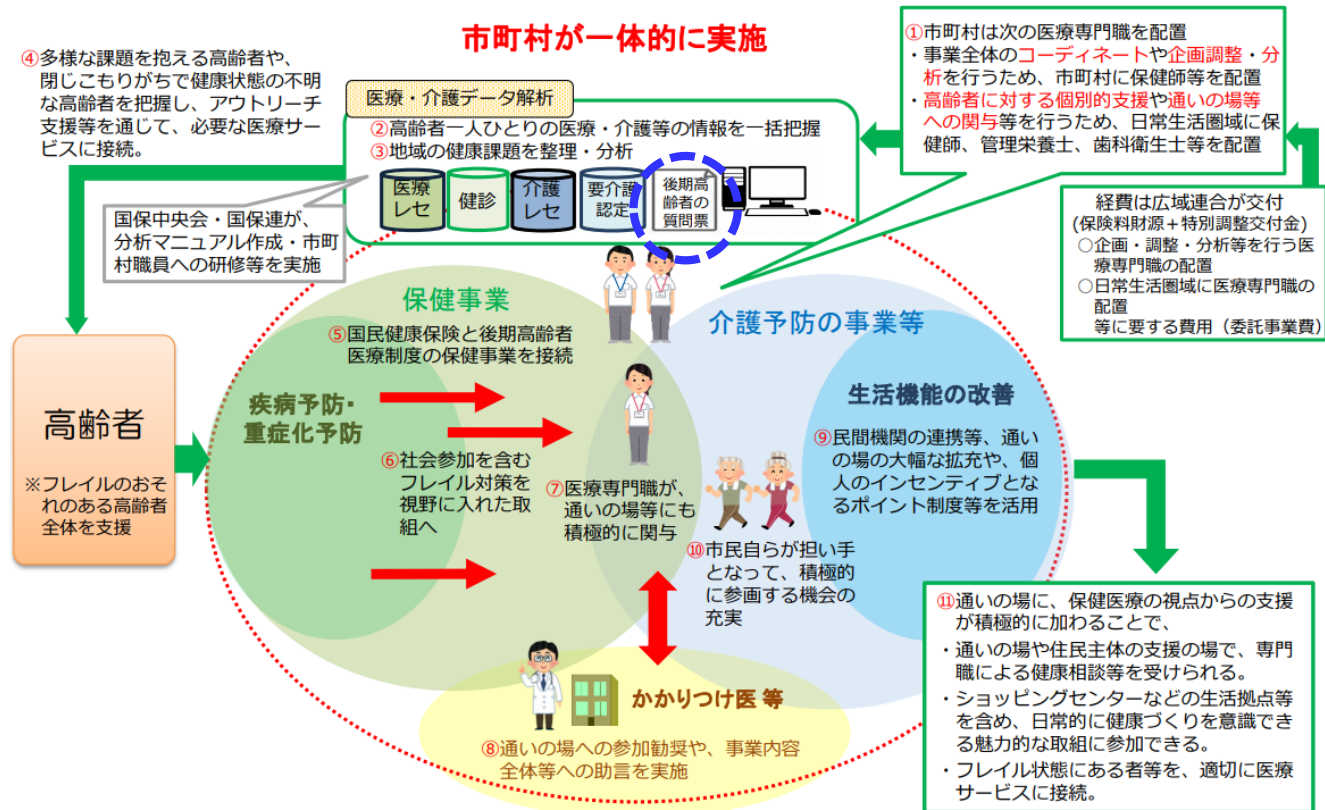 市町村が一体的に実施
④多様な課題を抱える高齢者や、
閉じこもりがちで健康状態の不明
な高齢者を把握し、アウトリーチ
支援等を通じて、必要な医療サー
ビスに接続。
医療・介護データ解析
②高齢者一人ひとりの医療・介護等の情報を一括把握
③地域の健康課題を整理・分析
医療
レセ
健診
介護
レセ
要介護
認定
後期高
齢者の
質問票
①市町村は次の医療専門職を配置
・事業全体のコーディネートや企画調整・分
析を行うため、市町村に保健師等を配置
・高齢者に対する個別的支援や通いの場等
への関与等を行うため、日常生活圏域に保
健師、管理栄養士、歯科衛生士等を配置
経費は広域連合が交付
(保険料財源＋特別調整交付金)
○企画・調整・分析等を行う医
療専門職の配置
○日常生活圏域に医療専門職の
配置
等に要する費用（委託事業費）
国保中央会・国保連が、
分析マニュアル作成・市町
村職員への研修等を実施
高齢者
※フレイルのおそ
れのある高齢者
全体を支援
保健事業
⑤国民健康保険と後期高齢者
医療制度の保健事業を接続
疾病予防・
重症化予防
⑥社会参加を含む
フレイル対策を
視野に入れた取
組へ
⑦医療専門職が、
通いの場等にも
積極的に関与
介護予防の事業等
生活機能の改善
⑨民間機関の連携等、通い
の場の大幅な拡充や、個
人のインセンティブとな
るポイント制度等を活用
⑩市民自らが担い手
となって、積極的
に参画する機会の
充実
かかりつけ医 等
⑧通いの場への参加勧奨や、事業内容
全体等への助言を実施
⑪通いの場に、保健医療の視点からの支援
が積極的に加わることで、
・通いの場や住民主体の支援の場で、専門
職による健康相談等を受けられる。
・ショッピングセンターなどの生活拠点等
を含め、日常的に健康づくりを意識でき
る魅力的な取組に参加できる。
・フレイル状態にある者等を、適切に医療
サービスに接続。